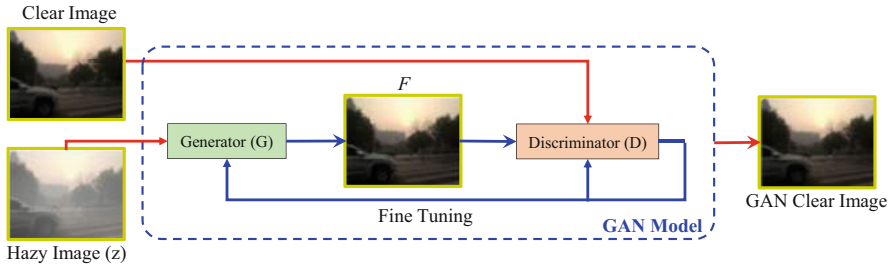 Clear Image
F
Generator (G)
Discriminator (D)
Fine Tuning
GAN Model
Hazy Image (z)
GAN Clear Image